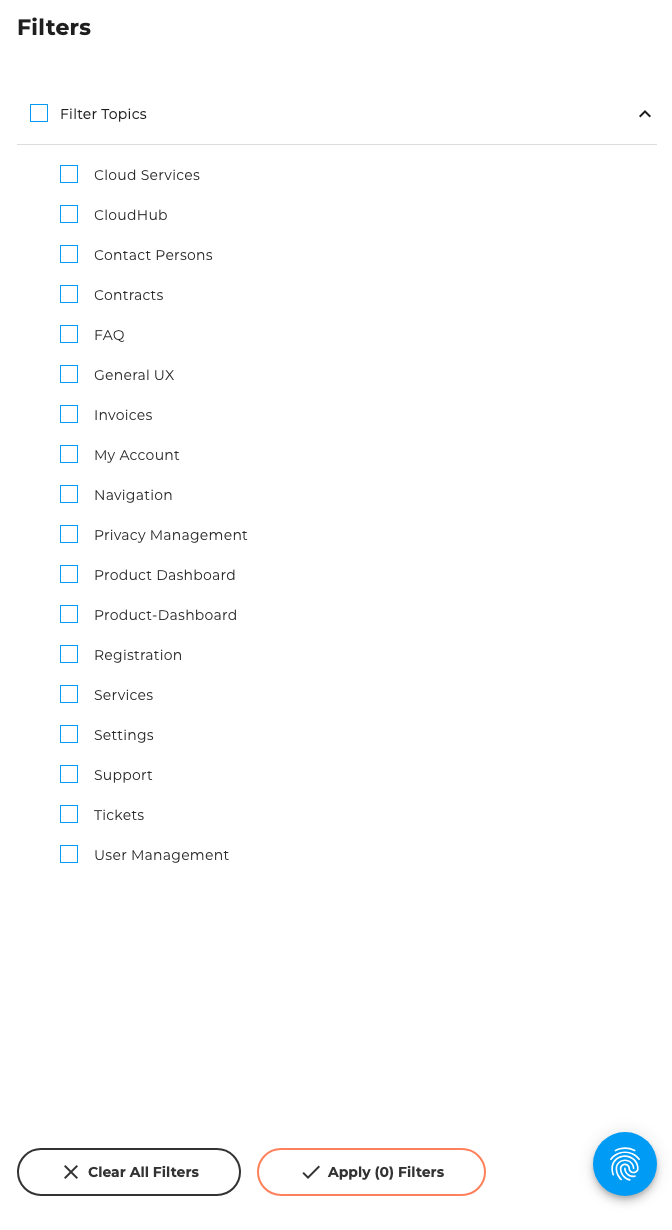 Filters
Filter Topics
Cloud Services
CloudHub
Contact Persons
Contracts
FAQ
General UX
Invoices
My Account
Navigation
Privacy Management
Product Dashboard
Product-Dashboard
Registration
Services
Settings
Support
Tickets
User Management
Clear All Filters
Apply (0) Filters